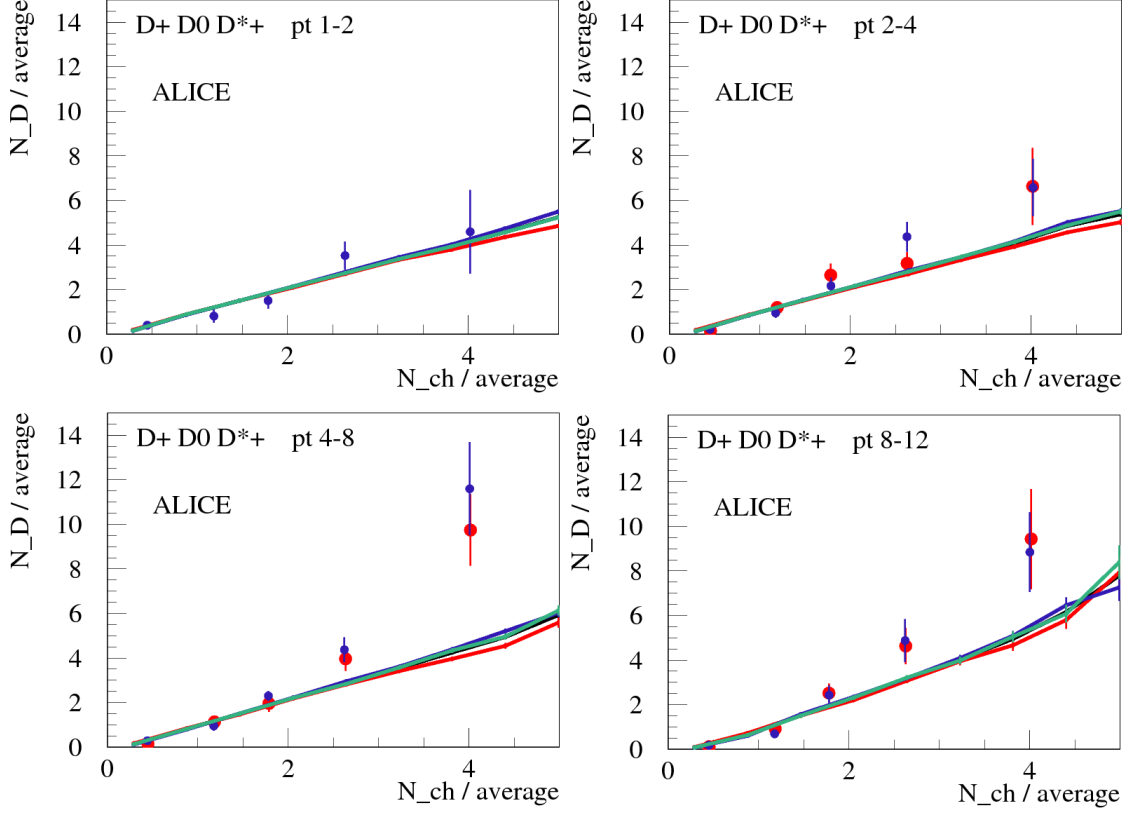 D+ D0 D*+ pt 1-2
ALICE
N_D / average
14
12
10
8
6
4
2
0
0 2 4
N_ch / average
D+ D0 D*+ pt 2-4
ALICE
N_D / average
14
12
10
8
6
4
2
0
0 2 4
N_ch / average
D+ D0 D*+ pt 4-8
ALICE
N_D / average
14
12
10
8
6
4
2
0
0 2 4
N_ch / average
D+ D0 D*+ pt 8-12
ALICE
N_D / average
14
12
10
8
6
4
2
0
0 2 4
N_ch / average